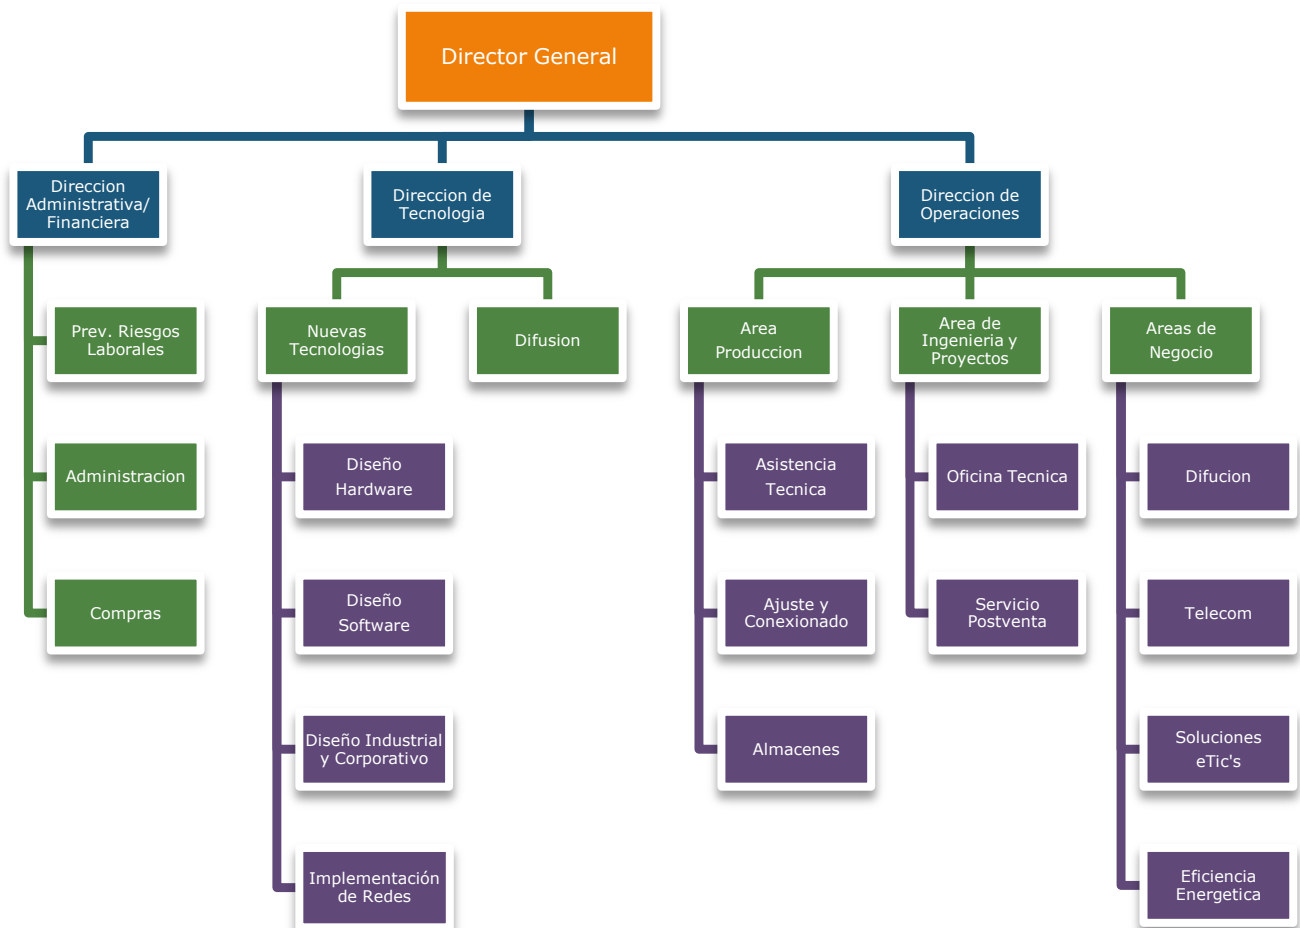 Director General
Direccion
Administrativa/
Financiera
Direccion de
Tecnologia
Direccion de
Operaciones
Prev. Riesgos
Laborales
Nuevas
Tecnologias
Difusion
Area
Produccion
Area de
Ingenieria y
Proyectos
Areas de
Negocio
Administracion
Diseño
Hardware
Asistencia
Tecnica
Oficina Tecnica
Difucion
Compras
Diseño
Software
Ajuste y
Conexionado
Servicio
Postventa
Telecom
Diseño Industrial
y Corporativo
Almacenes
Soluciones
eTic's
Implementación
de Redes
Eficiencia
Energetica